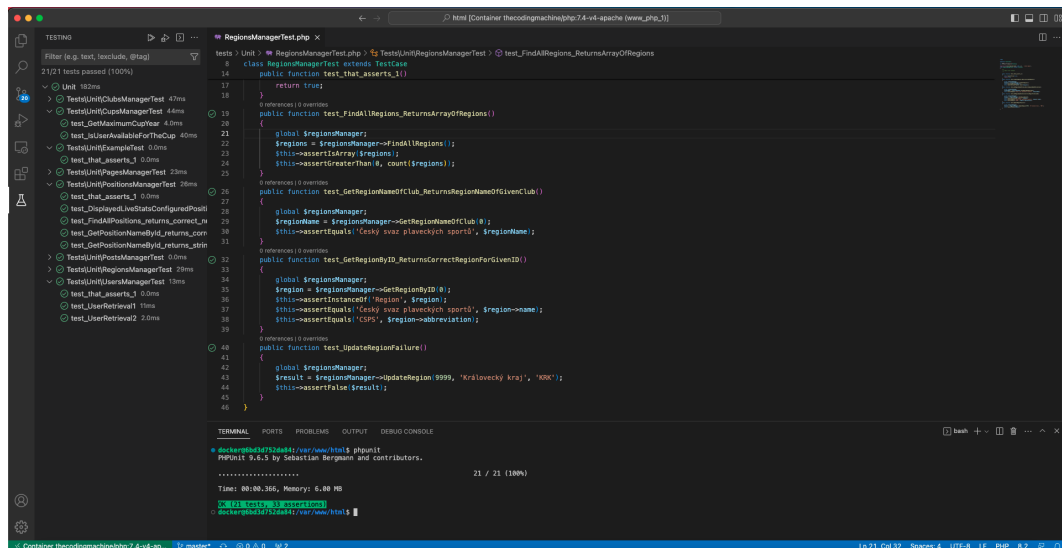 html [Container thecodingmachine/php:7.4-v4-apache (www_php_1)]
TESTING
Filter (e.g. text, !exclude, @tag)
21/21 tests passed (100%)
Unit 182ms
Tests\Unit\ClubsManagerTest 47ms
Tests\Unit\CupsManagerTest 44ms
test_GetMaximumCupYear 4.0ms
test_IsUserAvailableForTheCup 40ms
Tests\Unit\ExampleTest 0.0ms
test_that_asserts_1 0.0ms
Tests\Unit\PagesManagerTest 23ms
Tests\Unit\PositionsManagerTest 26ms
test_that_asserts_1 0.0ms
test_DisplayedLiveStatsConfiguredPositi
test_FindAllPositions_returns_correct_n
test_GetPositionNameById_returns_corr
test_GetPositionNameById_returns_strin
Tests\Unit\PostsManagerTest 0.0ms
Tests\Unit\RegionsManagerTest 29ms
Tests\Unit\UsersManagerTest 13ms
test_that_asserts_1 0.0ms
test_UserRetrieval1 11ms
test_UserRetrieval2 2.0ms
20
RegionsManagerTest.php
tests > Unit > RegionsManagerTest.php > Tests\Unit\RegionsManagerTest > test_FindAllRegions_ReturnsArrayOfRegions
8 class RegionsManagerTest extends TestCase
14 public function test_that_asserts_1()
17 return true;
18 }
0 references | 0 overrides
19 public function test_FindAllRegions_ReturnsArrayOfRegions()
20 {
21 global $regionsManager;
22 $regions = $regionsManager->FindAllRegions();
23 $this->assertIsArray($regions);
24 $this->assertGreaterThan(0, count($regions));
25 }
0 references | 0 overrides
26 public function test_GetRegionNameOfClub_ReturnsRegionNameOfGivenClub()
27 {
28 global $regionsManager;
29 $regionName = $regionsManager->GetRegionNameOfClub(0);
30 $this->assertEquals('Český svaz plaveckých sportů', $regionName);
31 }
0 references | 0 overrides
32 public function test_GetRegionByID_ReturnsCorrectRegionForGivenID()
33 {
34 global $regionsManager;
35 $region = $regionsManager->GetRegionByID(0);
36 $this->assertInstanceOf('Region', $region);
37 $this->assertEquals('Český svaz plaveckých sportů', $region->name);
38 $this->assertEquals('CSPS', $region->abbreviation);
39 }
0 references | 0 overrides
40 public function test_UpdateRegionFailure()
41 {
42 global $regionsManager;
43 $result = $regionsManager->UpdateRegion(9999, 'Královecký kraj', 'KRK');
44 $this->assertFalse($result);
45 }
46 }
TERMINAL PORTS PROBLEMS OUTPUT DEBUG CONSOLE
bash
docker@6bd3d752da84:/var/www/html$ phpunit
PHPUnit 9.6.5 by Sebastian Bergmann and contributors.
..................... 21 / 21 (100%)
Time: 00:00.366, Memory: 6.00 MB
OK (21 tests, 33 assertions)
docker@6bd3d752da84:/var/www/html$
Container thecodingmachine/php:7.4-v4-ap... master* 0 0 2 Ln 21, Col 32 Spaces: 4 UTF-8 LF PHP 8.2